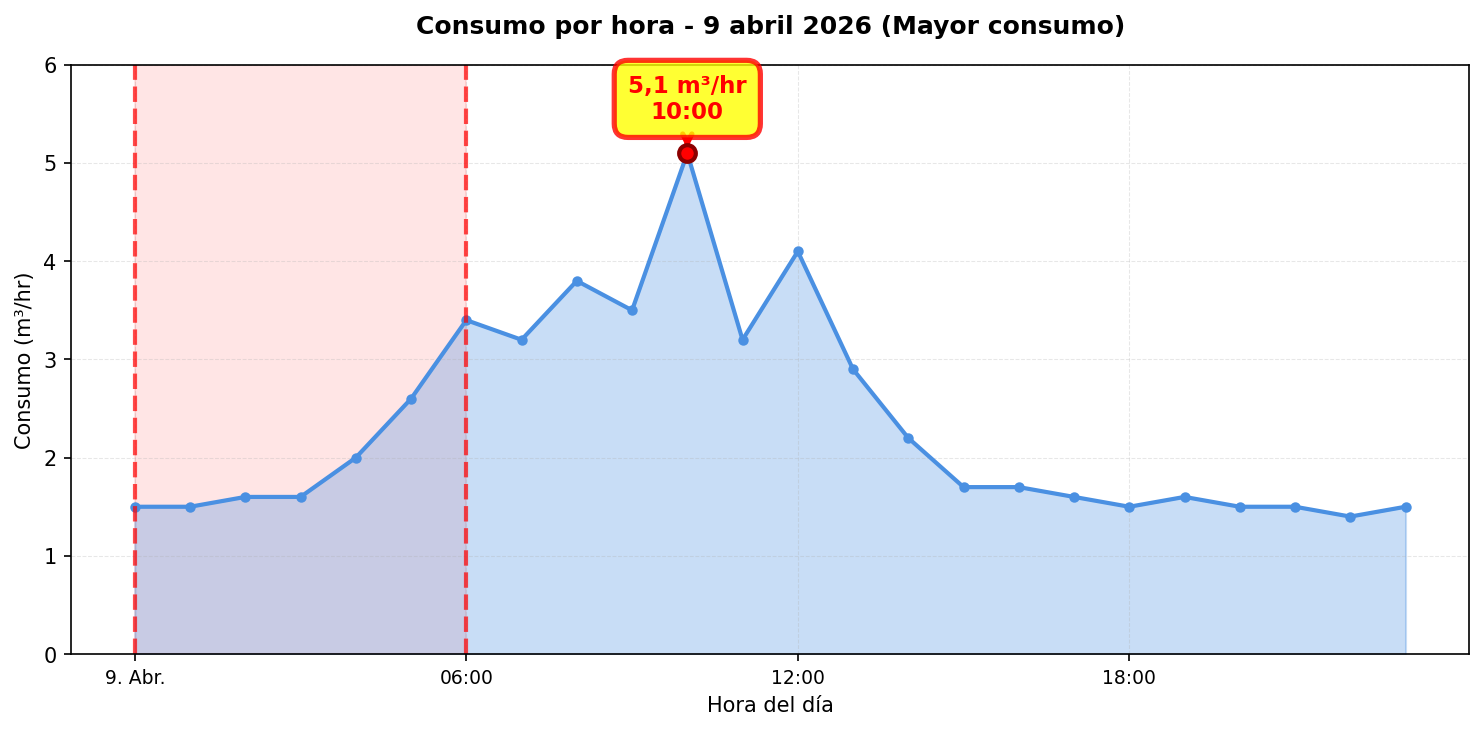 Consumo por hora - 9 abril 2026 (Mayor consumo)
5,1 m³/hr
10:00
Consumo (m³/hr)
6
5
4
3
2
1
0
9. Abr.
06:00
12:00
18:00
Hora del día